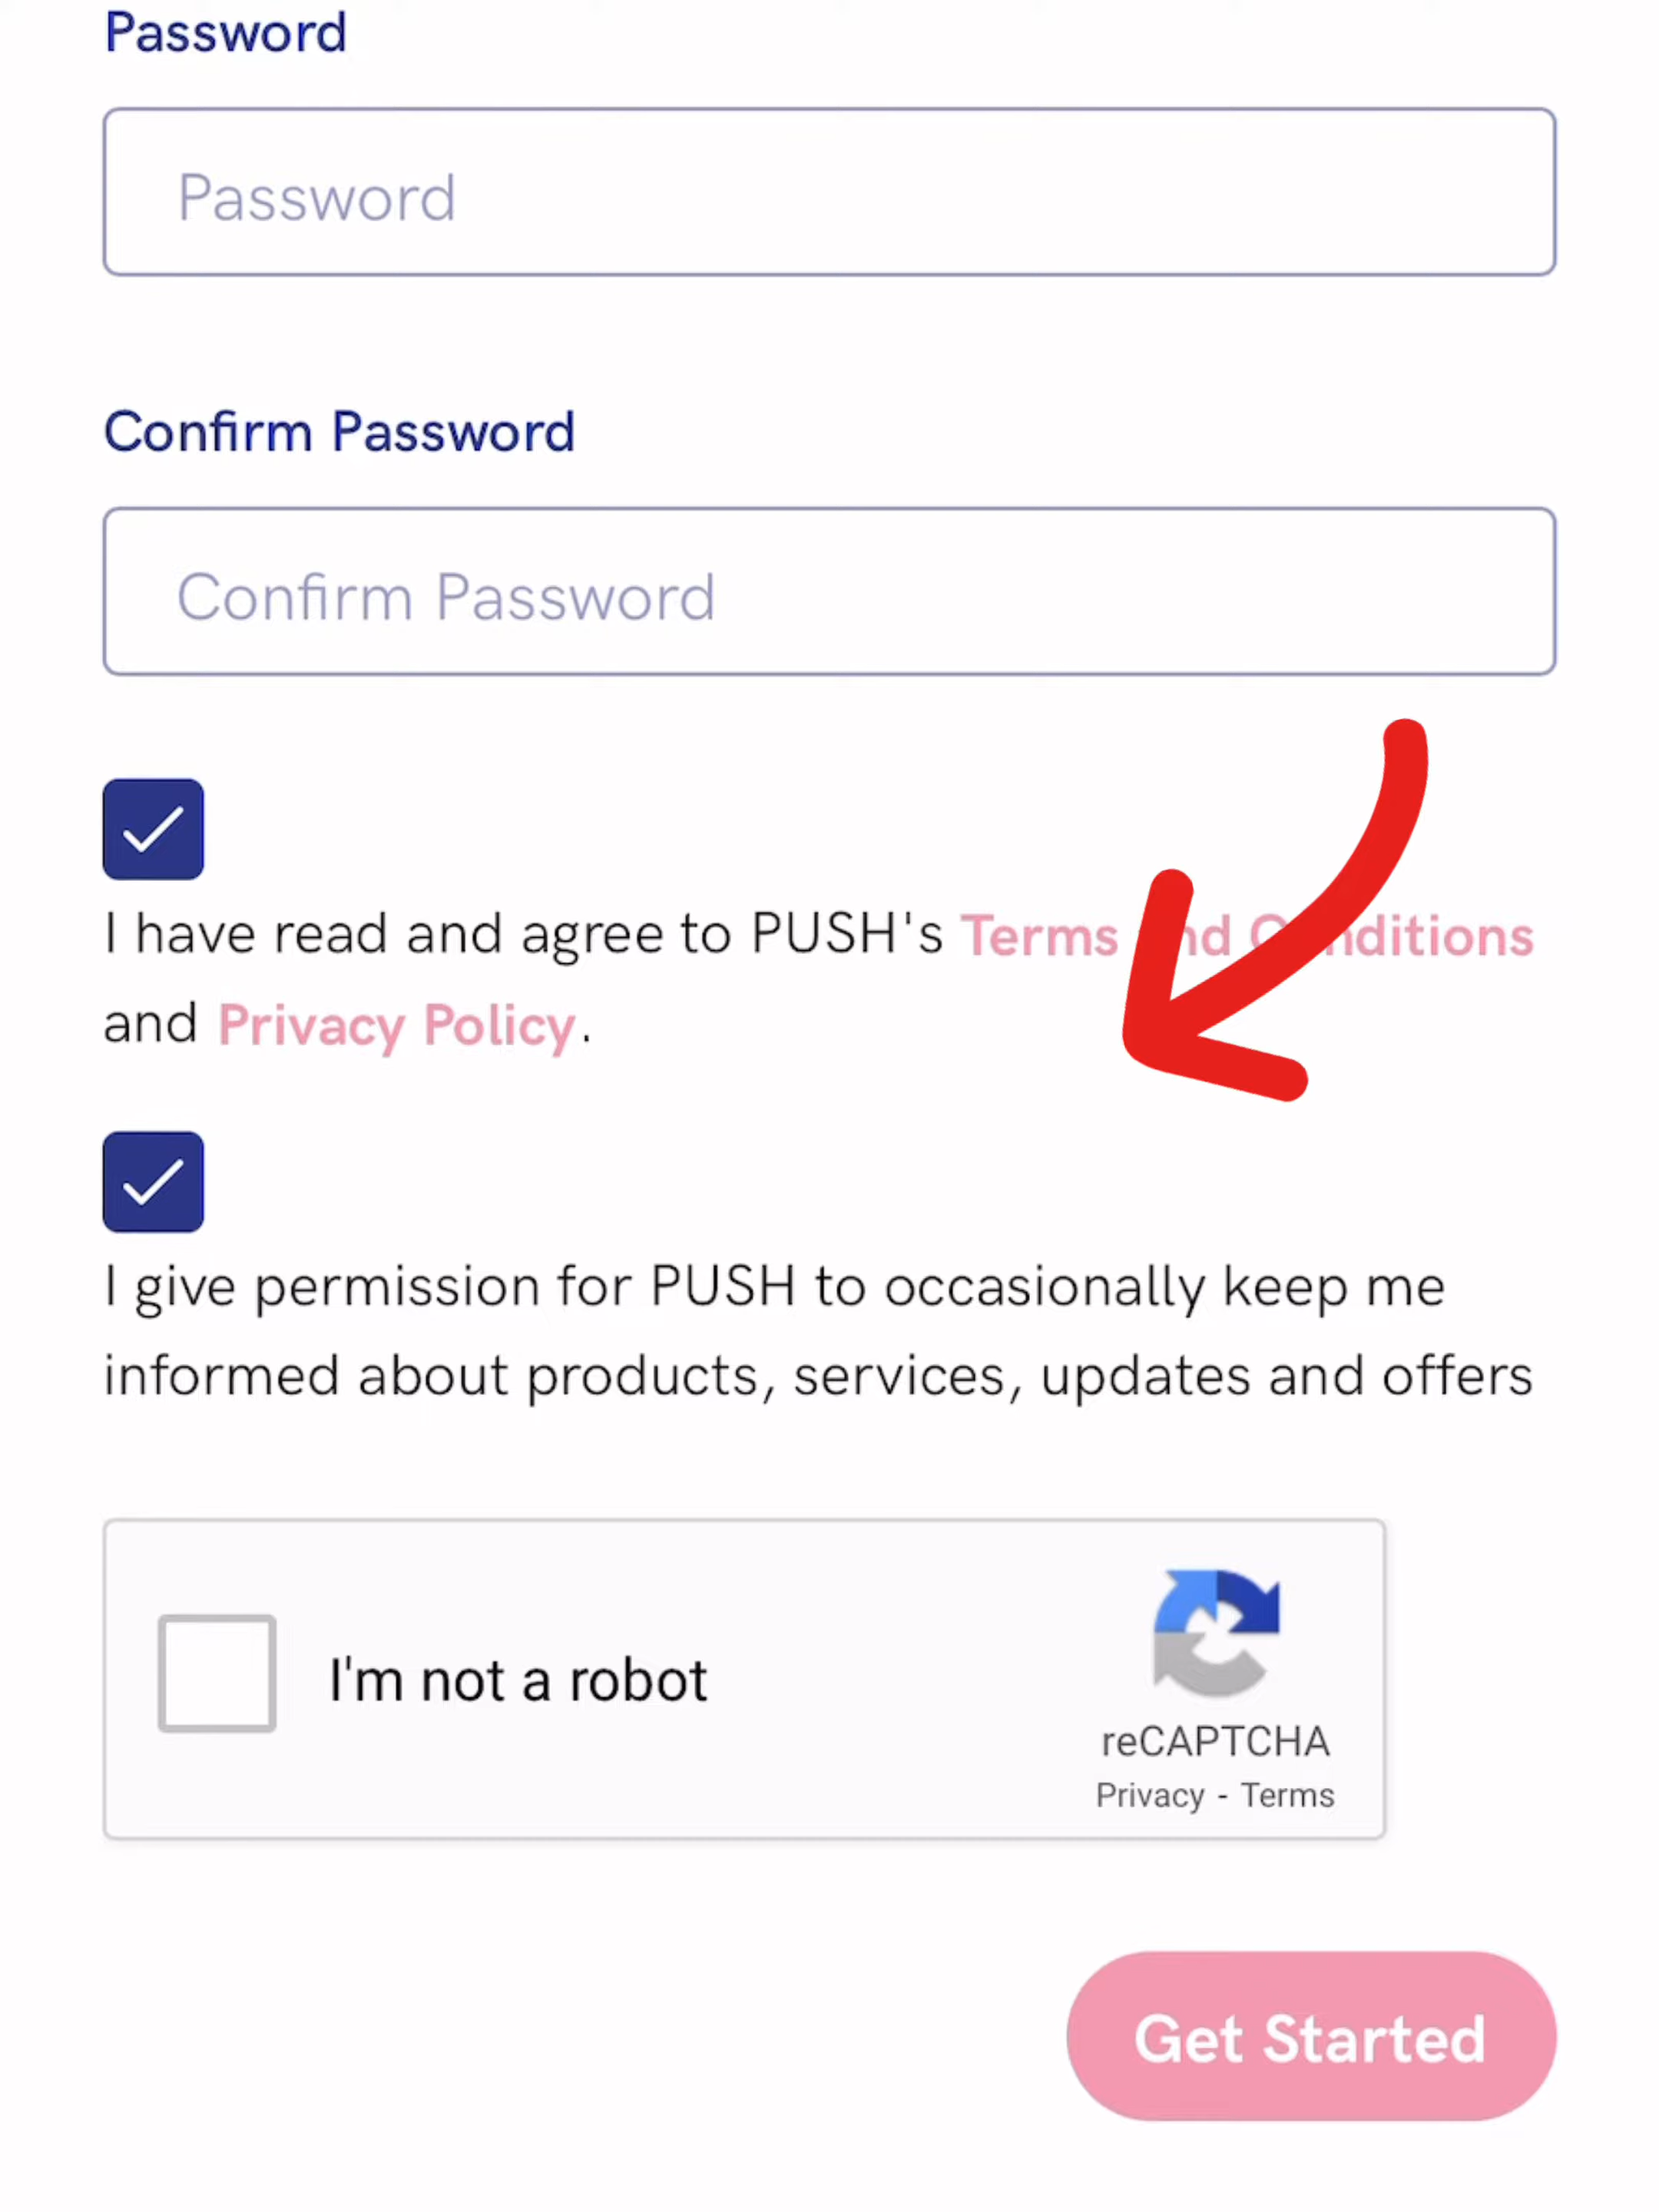 Password
Password
Confirm Password
Confirm Password
I have read and agree to PUSH's Terms
and Privacy Policy.
I give permission for PUSH to occasionally keep me
informed about products, services, updates and offers
I'm not a robot
reCAPTCHA
Privacy - Terms
Get Started